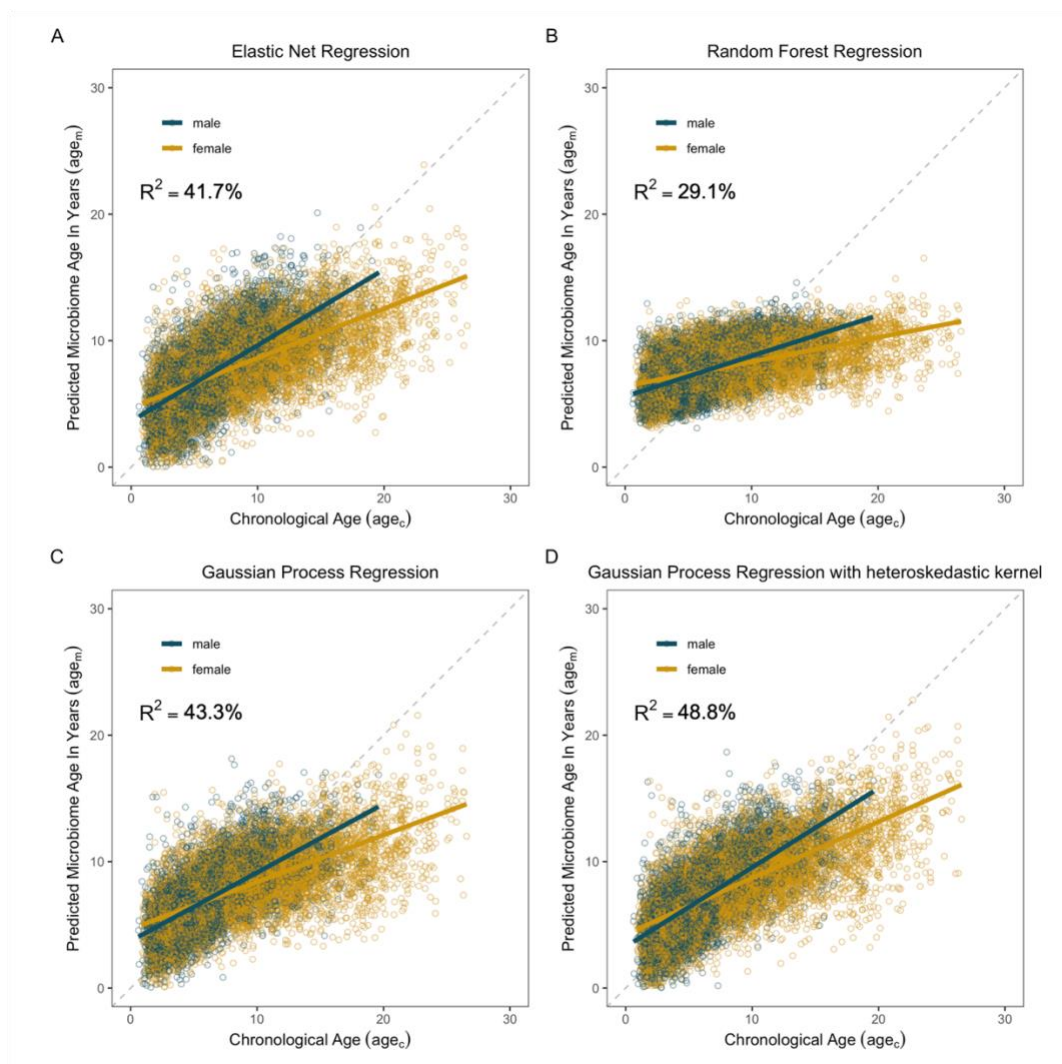 A
Elastic Net Regression
30
20
10
0
Predicted Microbiome Age In Years (ageₘ)
male
female
R² = 41.7%
0 10 20 30
Chronological Age (age꜀)
B
Random Forest Regression
30
20
10
0
Predicted Microbiome Age In Years (ageₘ)
male
female
R² = 29.1%
0 10 20 30
Chronological Age (age꜀)
C
Gaussian Process Regression
30
20
10
0
Predicted Microbiome Age In Years (ageₘ)
male
female
R² = 43.3%
0 10 20 30
Chronological Age (age꜀)
D
Gaussian Process Regression with heteroskedastic kernel
30
20
10
0
Predicted Microbiome Age In Years (ageₘ)
male
female
R² = 48.8%
0 10 20 30
Chronological Age (age꜀)